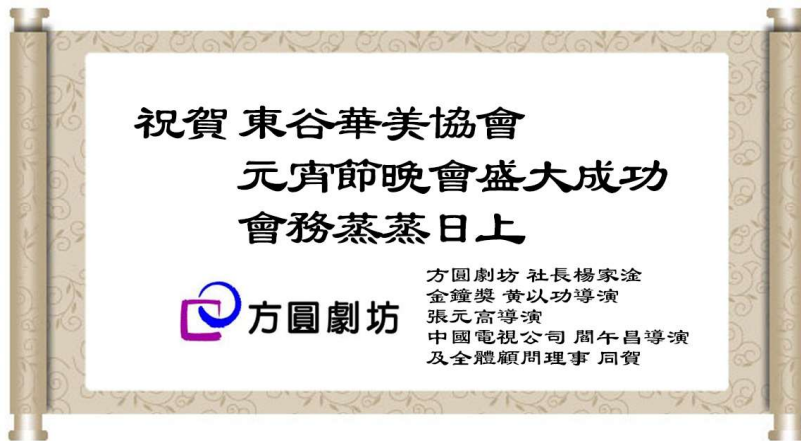 祝賀 東谷華美協會
元宵節晚會盛大成功
會務蒸蒸日上
方圓劇坊
方圓劇坊 社長楊家淦
金鐘獎 黃以功導演
張元高導演
中國電視公司 閻午昌導演
及全體顧問理事 同賀